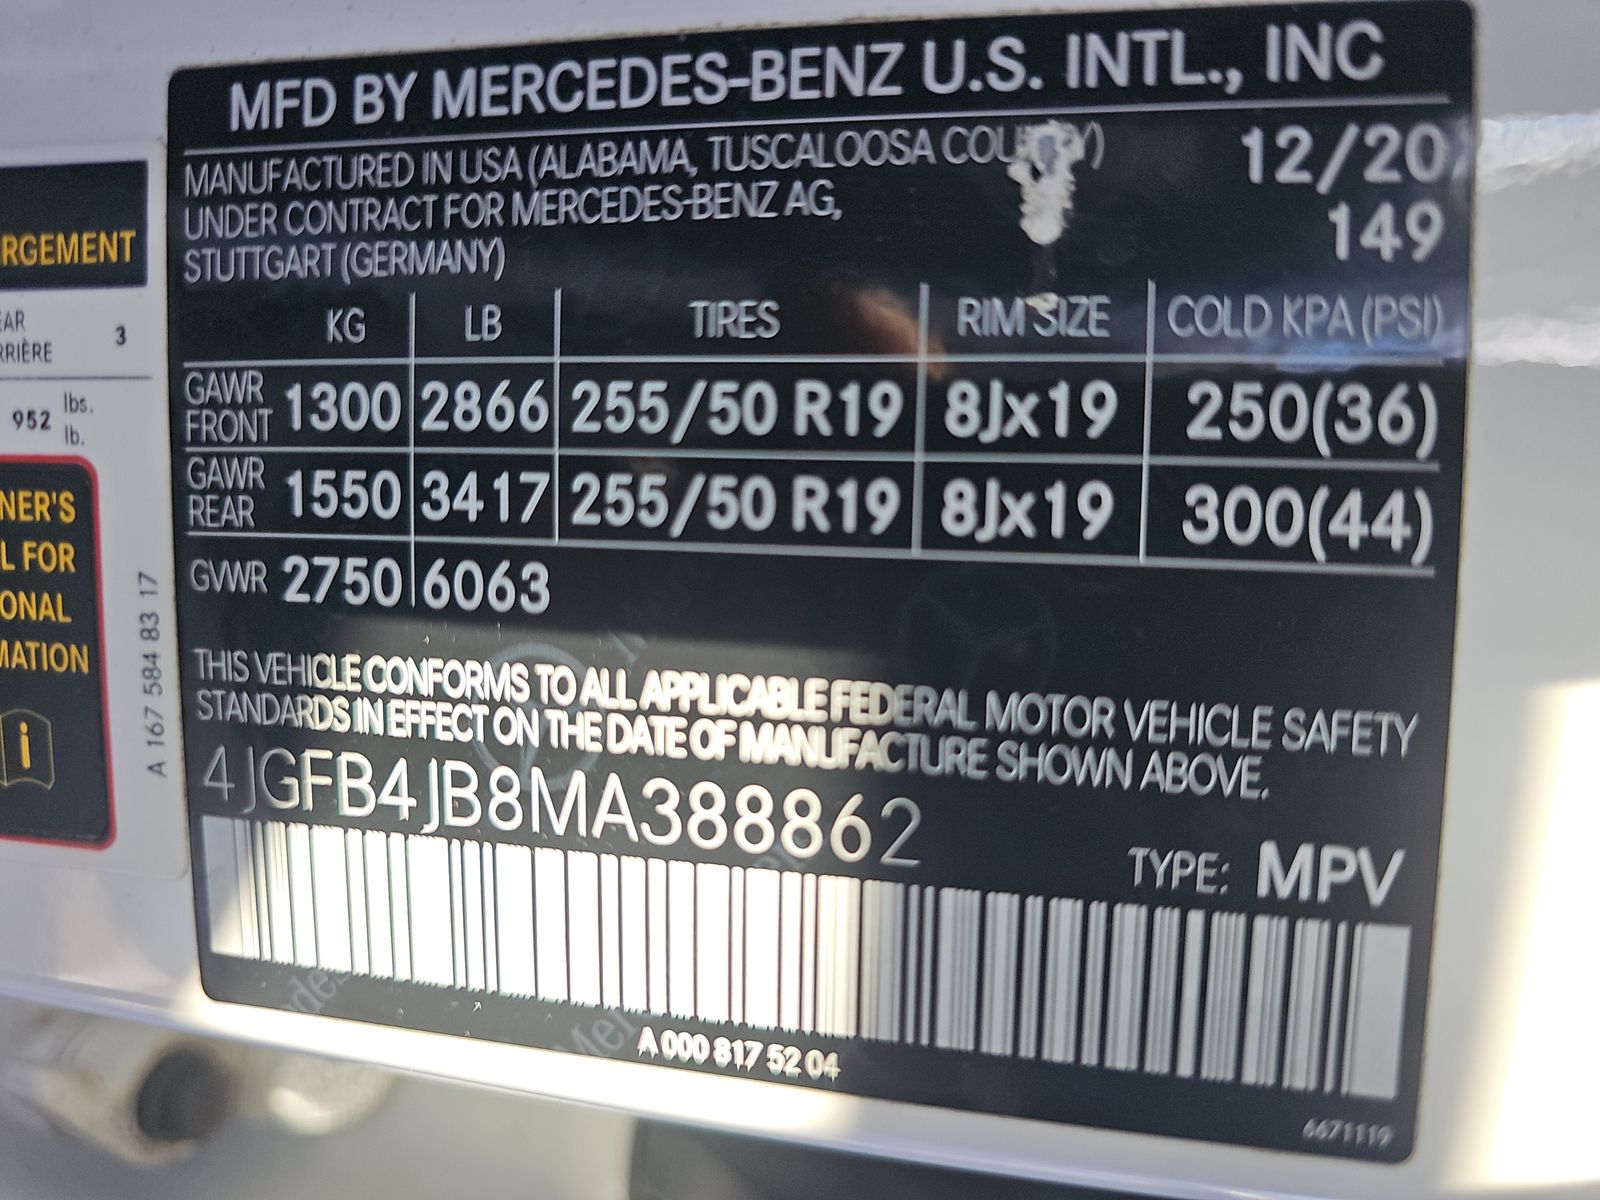 MFD BY MERCEDES-BENZ U.S. INTL., INC
MANUFACTURED IN USA (ALABAMA, TUSCALOOSA COUNTY) 12/20
UNDER CONTRACT FOR MERCEDES-BENZ AG, 149
STUTTGART (GERMANY)
KG LB TIRES RIM SIZE COLD KPA (PSI)
GAWR FRONT 1300 2866 255/50 R19 8Jx19 250(36)
GAWR REAR 1550 3417 255/50 R19 8Jx19 300(44)
GVWR 2750 6063
THIS VEHICLE CONFORMS TO ALL APPLICABLE FEDERAL MOTOR VEHICLE SAFETY
STANDARDS IN EFFECT ON THE DATE OF MANUFACTURE SHOWN ABOVE.
4JGFB4JB8MA388862
TYPE: MPV
A 000 817 52 04
6671119
RGEMENT
EAR
RRIÈRE 3
952 lbs.
lb.
NER'S
L FOR
ONAL
MATION
A 167 584 83 17